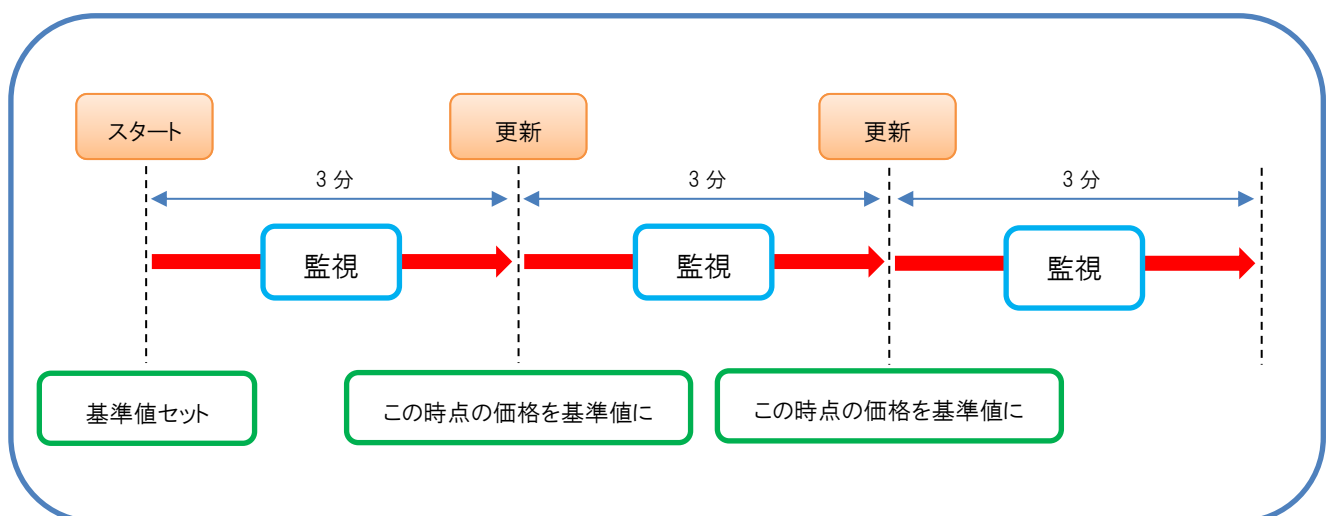 スタート
更新
更新
3 分
3 分
3 分
監視
監視
監視
基準値セット
この時点の価格を基準値に
この時点の価格を基準値に